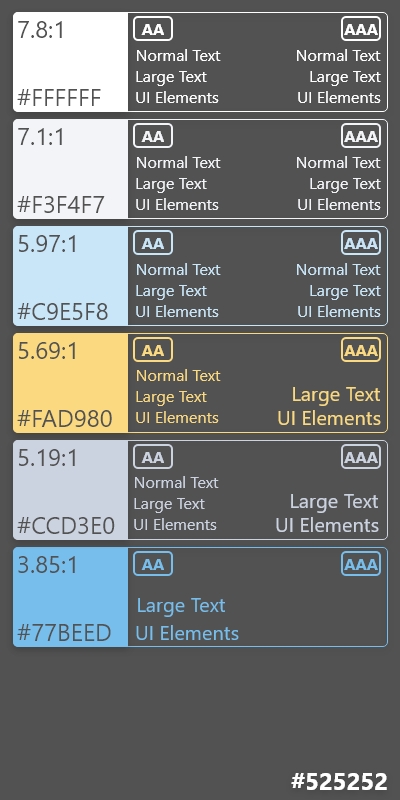 7.8:1 AA AAA
Normal Text Normal Text
Large Text Large Text
#FFFFFF UI Elements UI Elements
7.1:1 AA AAA
Normal Text Normal Text
Large Text Large Text
#F3F4F7 UI Elements UI Elements
5.97:1 AA AAA
Normal Text Normal Text
Large Text Large Text
#C9E5F8 UI Elements UI Elements
5.69:1 AA AAA
Normal Text
Large Text Large Text
#FAD980 UI Elements UI Elements
5.19:1 AA AAA
Normal Text
Large Text Large Text
#CCD3E0 UI Elements UI Elements
3.85:1 AA AAA
Large Text
#77BEED UI Elements
#525252